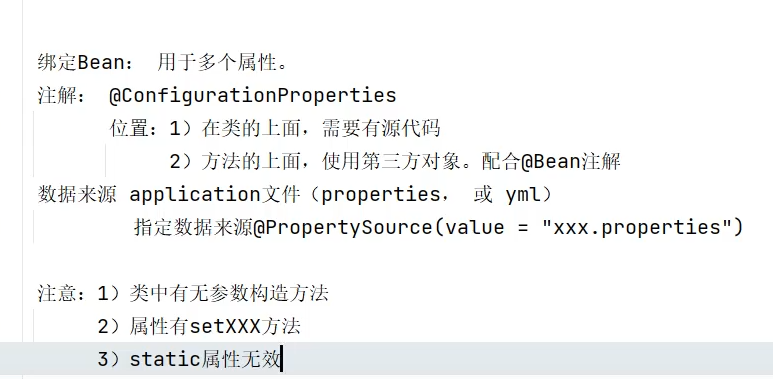 绑定Bean： 用于多个属性。
注解： @ConfigurationProperties
位置：1）在类的上面，需要有源代码
2）方法的上面，使用第三方对象。配合@Bean注解
数据来源 application文件（properties， 或 yml）
指定数据来源@PropertySource(value = "xxx.properties")
注意：1）类中有无参数构造方法
2）属性有setXXX方法
3）static属性无效